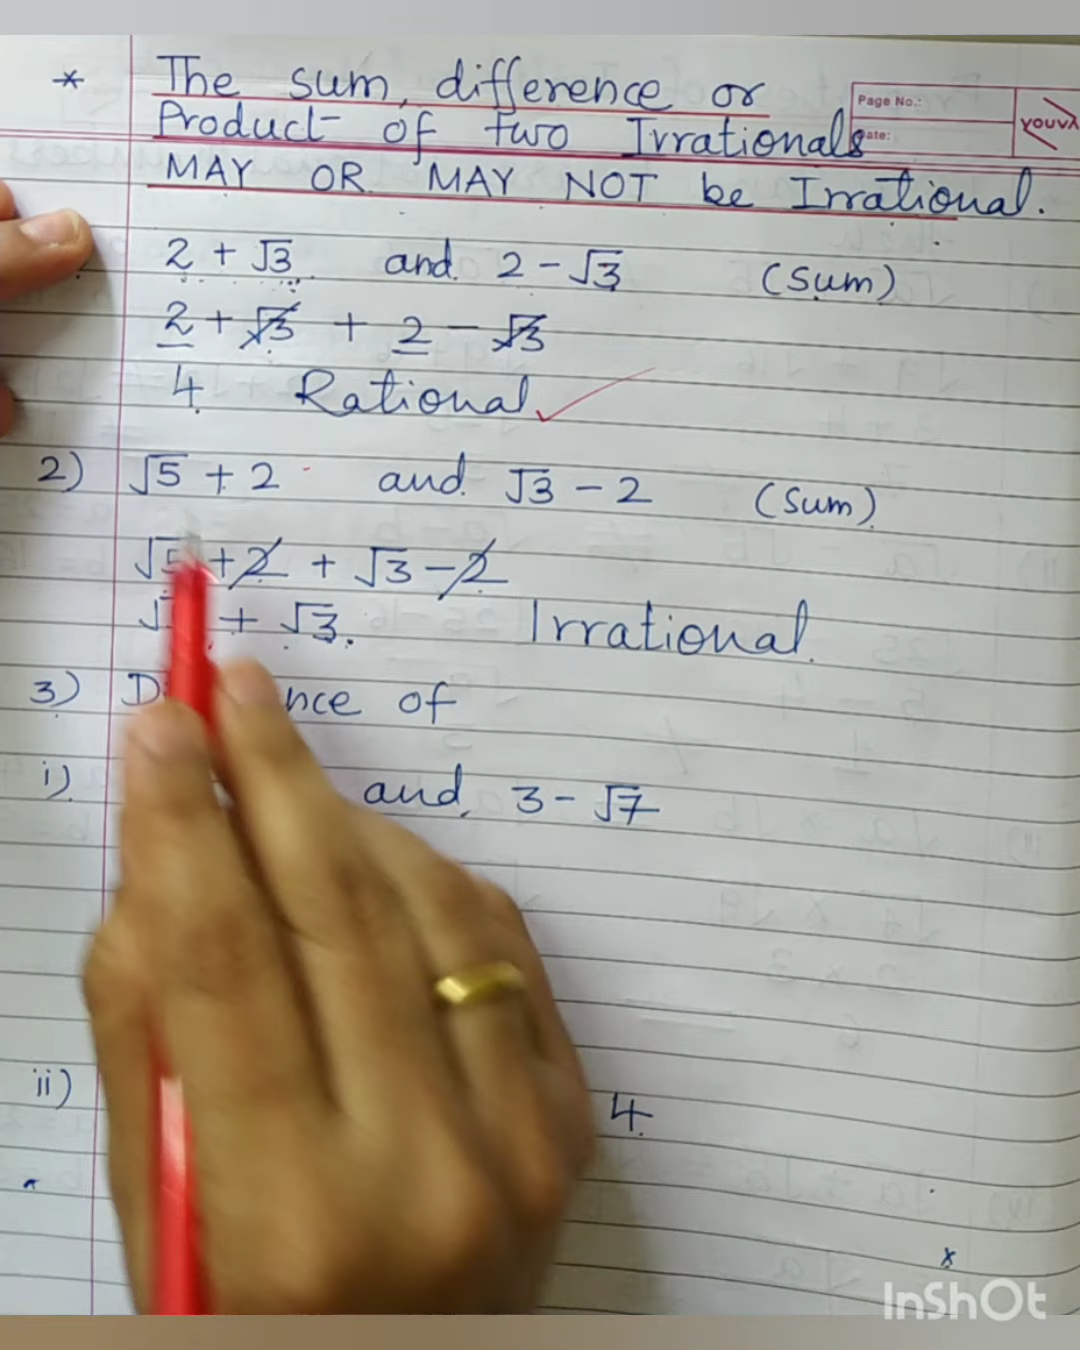 * The sum, difference or
Product of two Irrationals
MAY OR MAY NOT be Irrational.
Page No.:
Date:
YOUVA
2 + √3 and 2 - √3 (Sum)
2 + √3 + 2 - √3
4 Rational ✓
2) √5 + 2 and √3 - 2 (Sum)
√5 + 2 + √3 - 2
+ √3. Irrational
3) of
i) and 3 - √7
ii) 4
InShOt